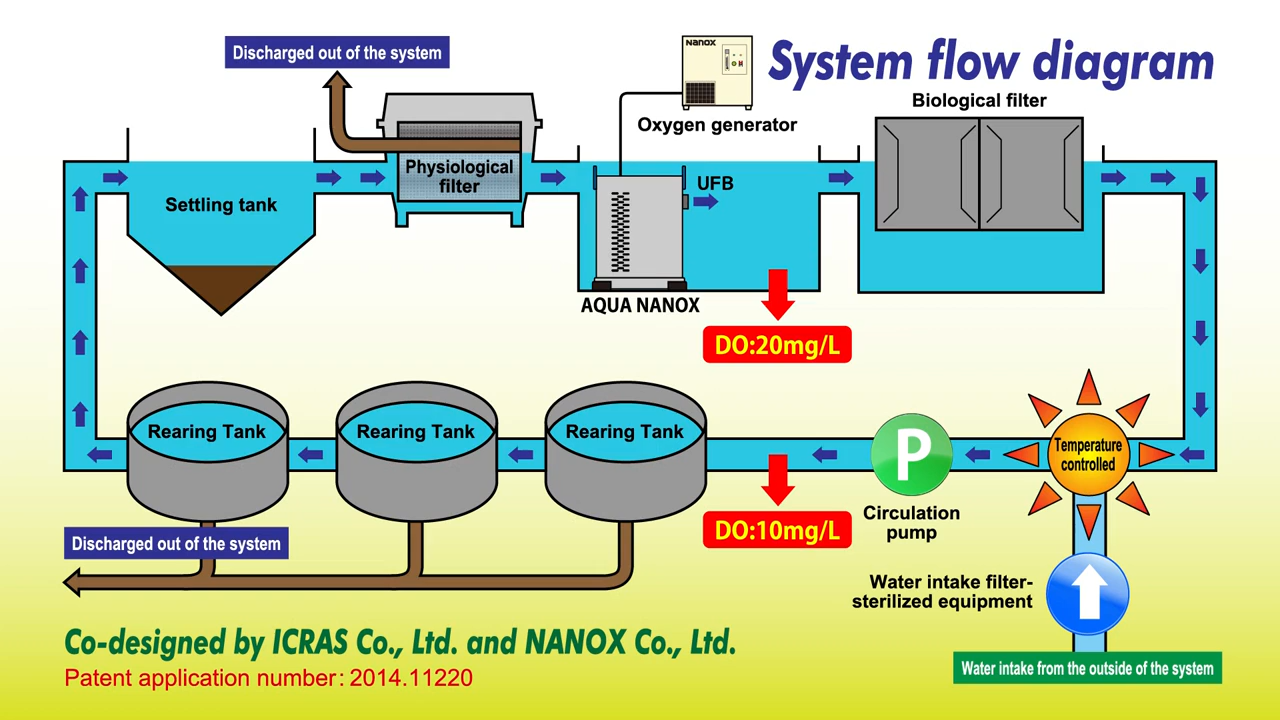 System flow diagram
Discharged out of the system
NANOX
Oxygen generator
Biological filter
Physiological
filter
Settling tank
UFB
AQUA NANOX
DO:20mg/L
Rearing Tank
Rearing Tank
Rearing Tank
P
Temperature
controlled
DO:10mg/L
Circulation
pump
Discharged out of the system
Water intake filter-
sterilized equipment
Co-designed by ICRAS Co., Ltd. and NANOX Co., Ltd.
Water intake from the outside of the system
Patent application number: 2014.11220